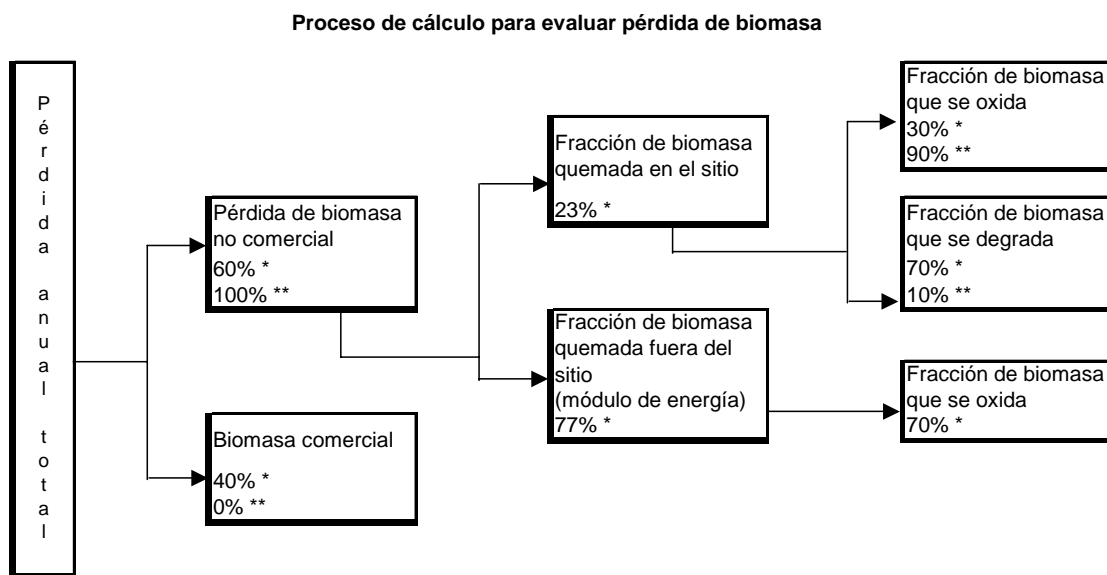 Proceso de cálculo para evaluar pérdida de biomasa
Pérdida anual total
Pérdida de biomasa
no comercial
60% *
100% **
Biomasa comercial
40% *
0% **
Fracción de biomasa
quemada en el sitio
23% *
Fracción de biomasa
quemada fuera del
sitio
(módulo de energía)
77% *
Fracción de biomasa
que se oxida
30% *
90% **
Fracción de biomasa
que se degrada
70% *
10% **
Fracción de biomasa
que se oxida
70% *